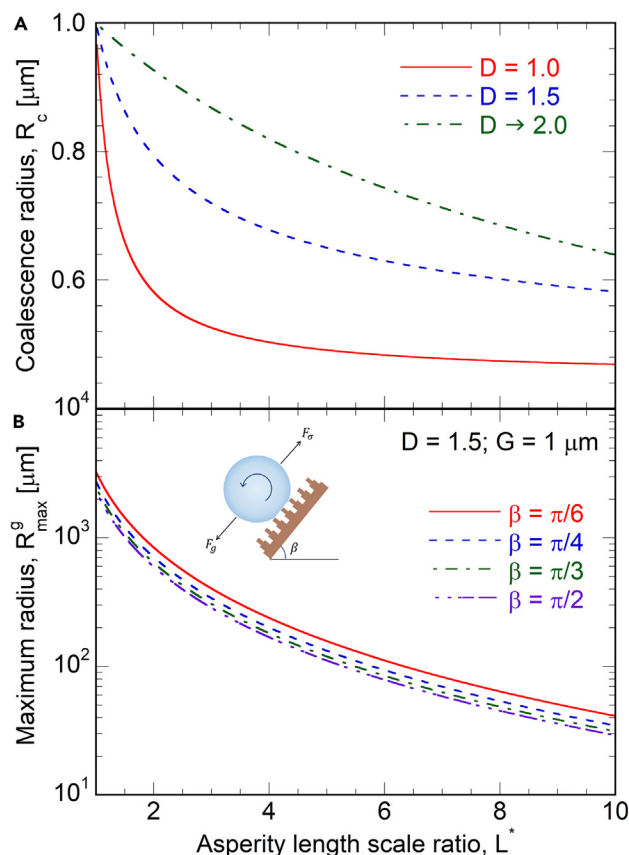 A
Coalescence radius, R_c [μm]
1.0
0.8
0.6
D = 1.0
D = 1.5
D → 2.0
B
Maximum radius, R^g_max [μm]
10^4
10^3
10^2
10^1
D = 1.5; G = 1 μm
F_σ
F_g
β
β = π/6
β = π/4
β = π/3
β = π/2
2
4
6
8
10
Asperity length scale ratio, L^*